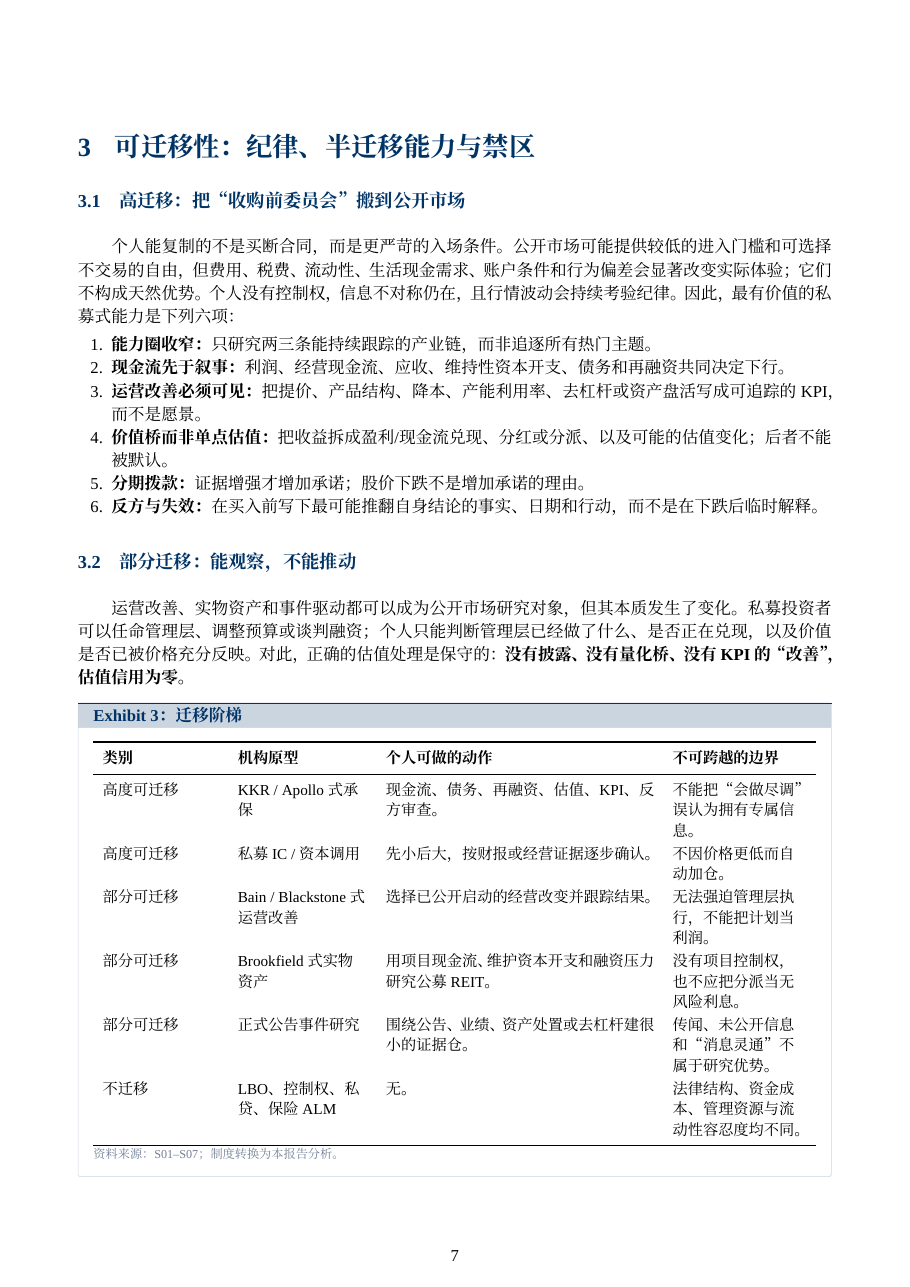 3 可迁移性：纪律、半迁移能力与禁区
3.1 高迁移：把“收购前委员会”搬到公开市场
个人能复制的不是买断合同，而是更严苛的入场条件。公开市场可能提供较低的进入门槛和可选择
不交易的自由，但费用、税费、流动性、生活现金需求、账户条件和行为偏差会显著改变实际体验；它们
不构成天然优势。个人没有控制权，信息不对称仍在，且行情波动会持续考验纪律。因此，最有价值的私
募式能力是下列六项：
1. 能力圈收窄：只研究两三条能持续跟踪的产业链，而非追逐所有热门主题。
2. 现金流先于叙事：利润、经营现金流、应收、维持性资本开支、债务和再融资共同决定下行。
3. 运营改善必须可见：把提价、产品结构、降本、产能利用率、去杠杆或资产盘活写成可追踪的 KPI,
而不是愿景。
4. 价值桥而非单点估值：把收益拆成盈利/现金流兑现、分红或分派、以及可能的估值变化；后者不能
被默认。
5. 分期拨款：证据增强才增加承诺；股价下跌不是增加承诺的理由。
6. 反方与失效：在买入前写下最可能推翻自身结论的事实、日期和行动，而不是在下跌后临时解释。
3.2 部分迁移：能观察，不能推动
运营改善、实物资产和事件驱动都可以成为公开市场研究对象，但其本质发生了变化。私募投资者
可以任命管理层、调整预算或谈判融资；个人只能判断管理层已经做了什么、是否正在兑现，以及价值
是否已被价格充分反映。对此，正确的估值处理是保守的：没有披露、没有量化桥、没有 KPI 的“改善”，
估值信用为零。
Exhibit 3：迁移阶梯
类别 机构原型 个人可做的动作 不可跨越的边界
高度可迁移 KKR / Apollo 式承 现金流、债务、再融资、估值、KPI、反 不能把“会做尽调”
保 方审查。 误认为拥有专属信
息。
高度可迁移 私募 IC / 资本调用 先小后大，按财报或经营证据逐步确认。 不因价格更低而自
动加仓。
部分可迁移 Bain / Blackstone 式 选择已公开启动的经营改变并跟踪结果。 无法强迫管理层执
运营改善 行，不能把计划当
利润。
部分可迁移 Brookfield 式实物 用项目现金流、维护资本开支和融资压力 没有项目控制权，
资产 研究公募 REIT。 也不应把分派当无
风险利息。
部分可迁移 正式公告事件研究 围绕公告、业绩、资产处置或去杠杆建很 传闻、未公开信息
小的证据仓。 和“消息灵通”不
属于研究优势。
不迁移 LBO、控制权、私 无。 法律结构、资金成
贷、保险 ALM 本、管理资源与流
动性容忍度均不同。
资料来源：S01–S07；制度转换为本报告分析。
7